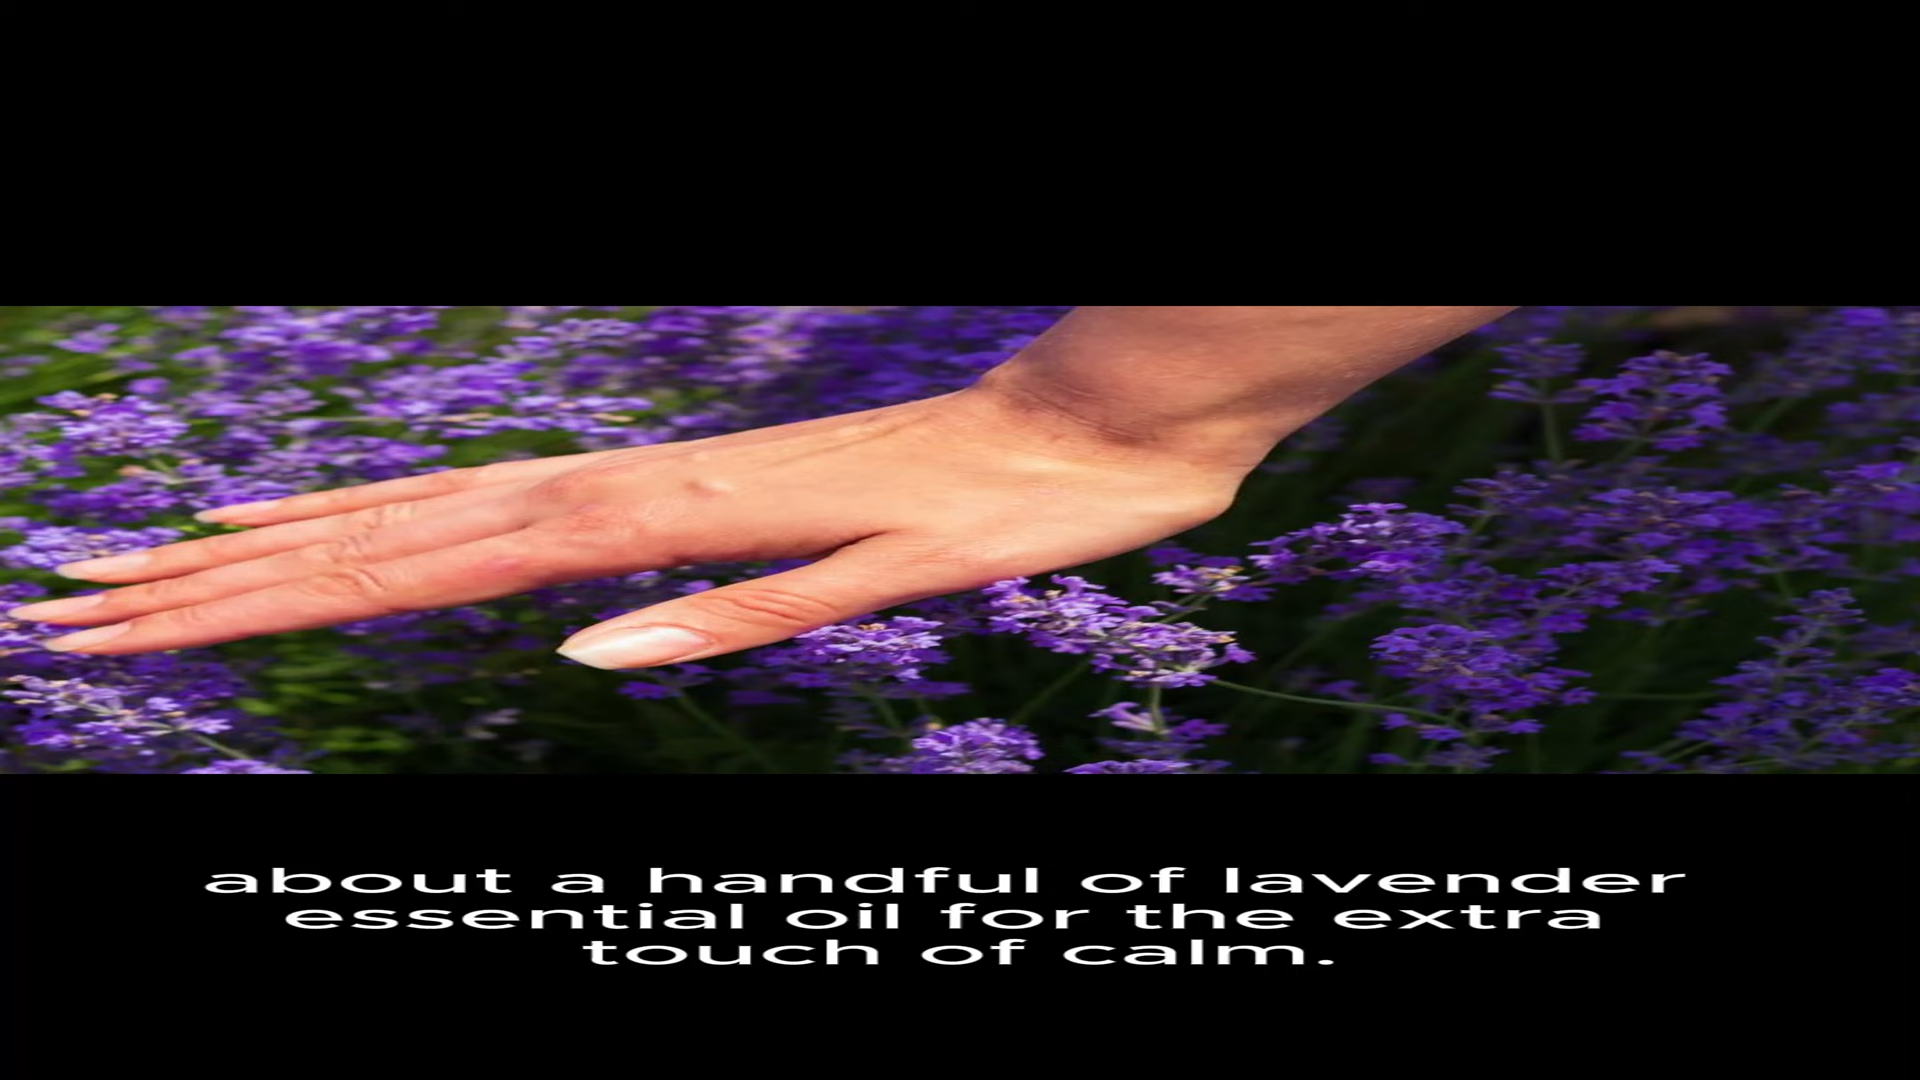 about a handful of lavender
essential oil for the extra
touch of calm.